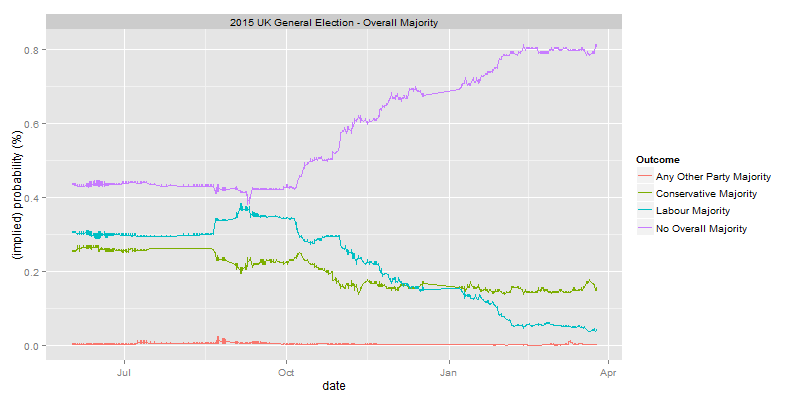 2015 UK General Election - Overall Majority
(implied) probability (%)
0.8
0.6
0.4
0.2
0.0
Jul
Oct
Jan
Apr
date
Outcome
Any Other Party Majority
Conservative Majority
Labour Majority
No Overall Majority